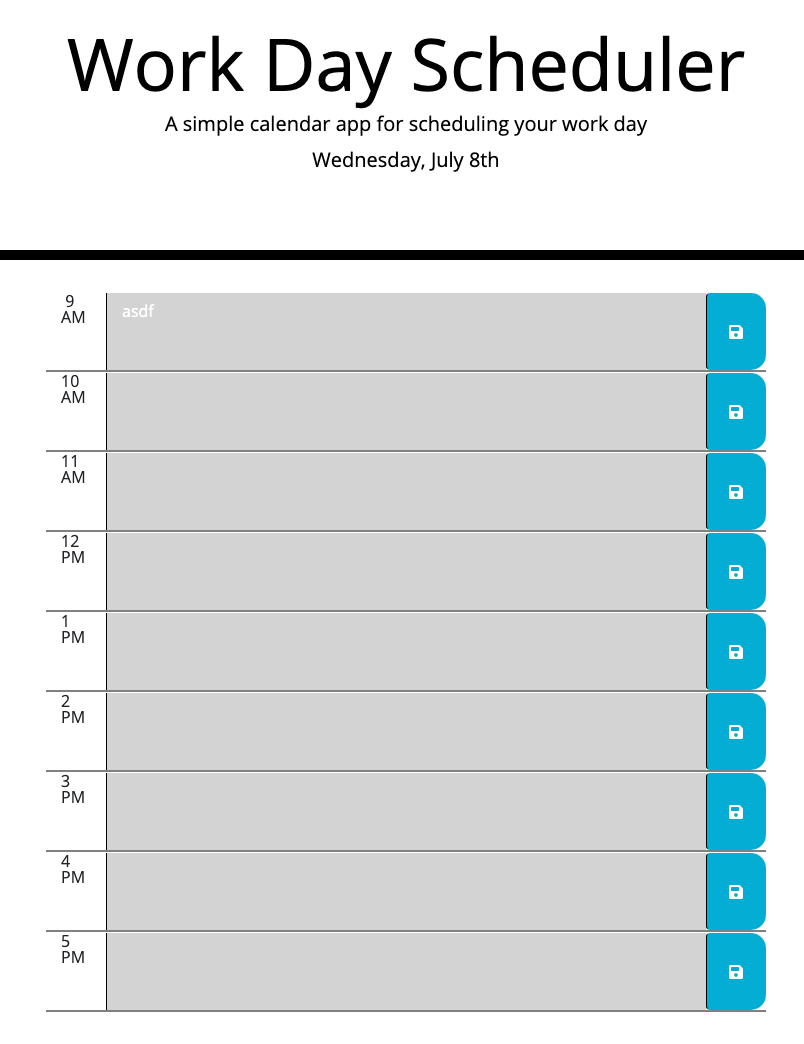 Work Day Scheduler
A simple calendar app for scheduling your work day
Wednesday, July 8th
9
AM
asdf
10
AM
11
AM
12
PM
1
PM
2
PM
3
PM
4
PM
5
PM